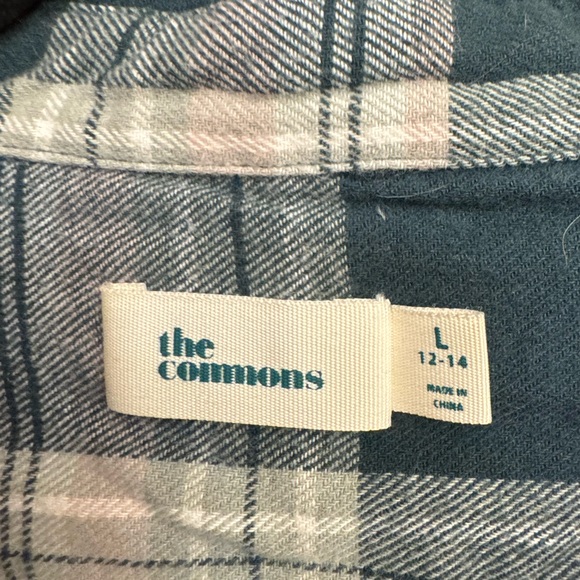 the
commons
L
12-14
MADE IN
CHINA